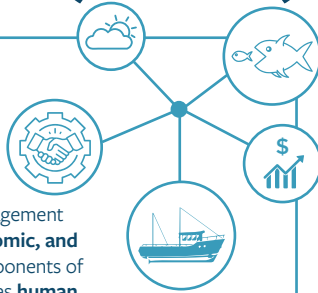 $
gement
omic, and
ponents of
es human